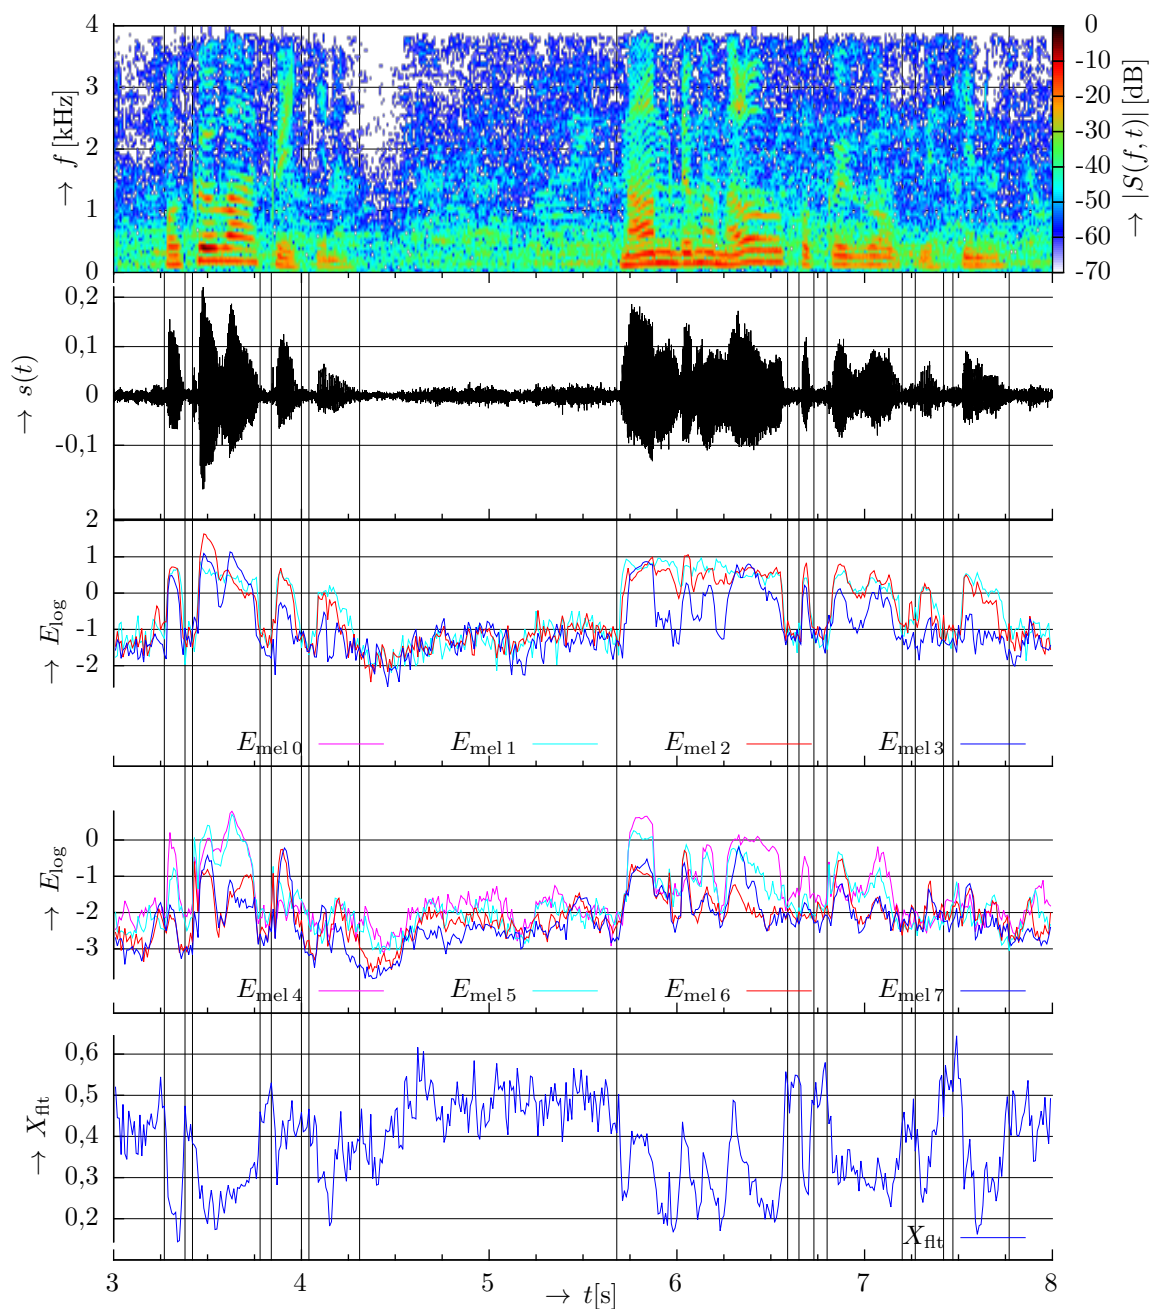 4
3
2
1
0
→ f [kHz]
0
-10
-20
-30
-40
-50
-60
-70
→ |S(f, t)| [dB]
0,2
0,1
0
-0,1
→ s(t)
2
1
0
-1
-2
→ E_log
E_mel 0 E_mel 1 E_mel 2 E_mel 3
0
-1
-2
-3
→ E_log
E_mel 4 E_mel 5 E_mel 6 E_mel 7
0,6
0,5
0,4
0,3
0,2
→ X_flt
X_flt
3 4 5 6 7 8
→ t[s]